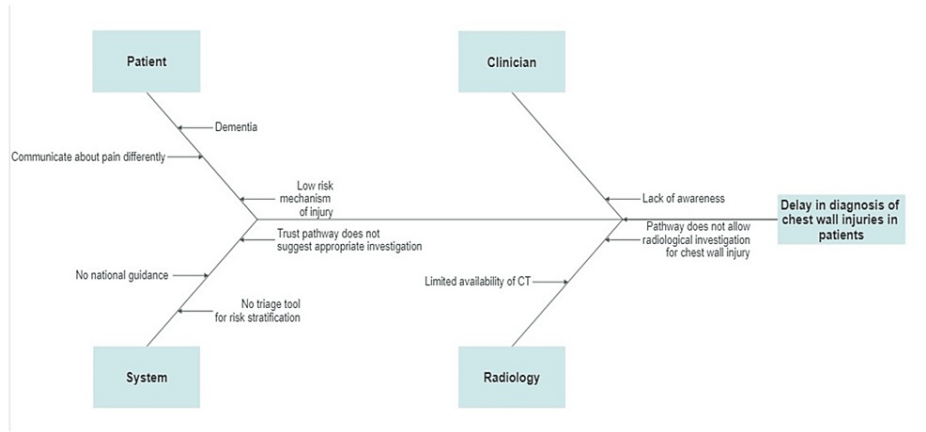 Patient
Clinician
Dementia
Communicate about pain differently
Low risk
mechanism
of injury
Lack of awareness
Delay in diagnosis of
chest wall injuries in
patients
Trust pathway does not
suggest appropriate investigation
Pathway does not allow
radiological investigation
for chest wall injury
No national guidance
Limited availability of CT
No triage tool
for risk stratification
System
Radiology